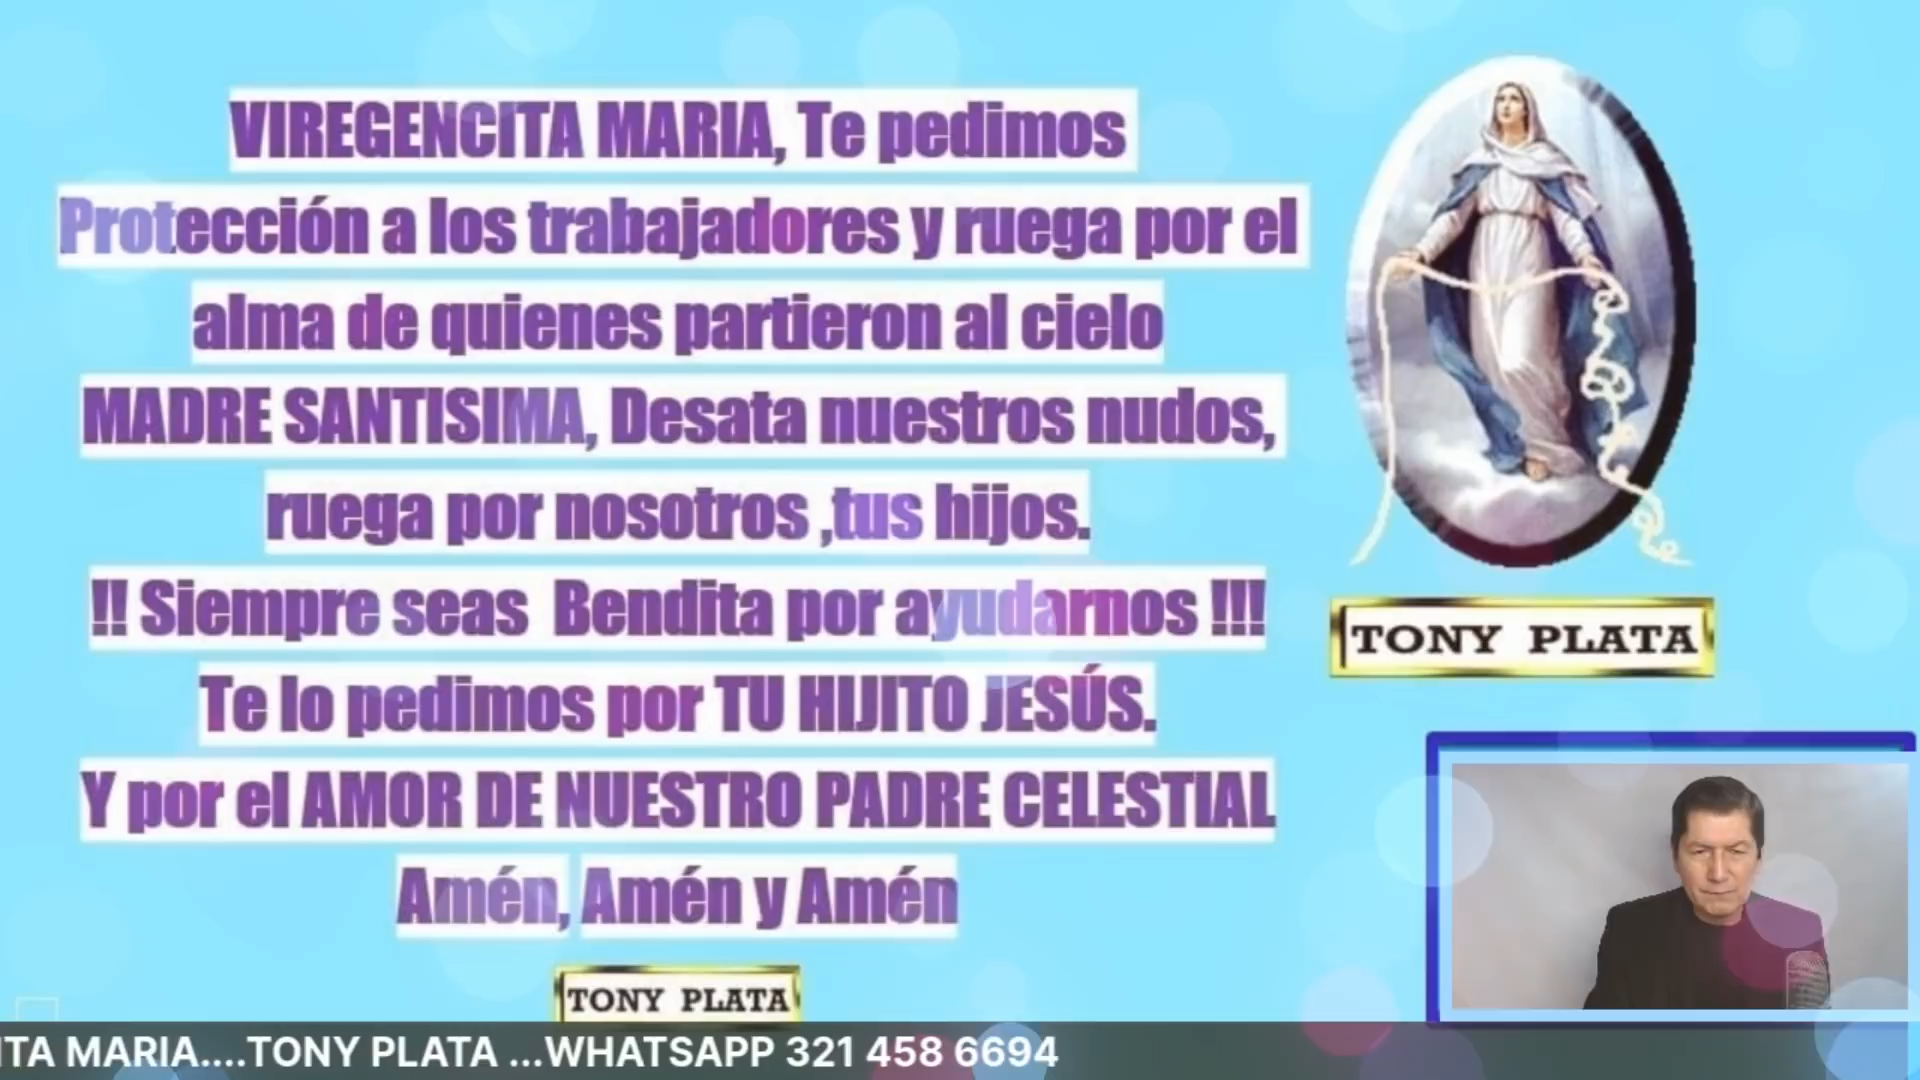 VIREGENCITA MARIA, Te pedimos
Protección a los trabajadores y ruega por el
alma de quienes partieron al cielo
MADRE SANTISIMA, Desata nuestros nudos,
ruega por nosotros ,tus hijos.
!! Siempre seas Bendita por ayudarnos !!!
Te lo pedimos por TU HIJITO JESÚS.
Y por el AMOR DE NUESTRO PADRE CELESTIAL
Amén, Amén y Amén
TONY PLATA
TONY PLATA
ITA MARIA....TONY PLATA ...WHATSAPP 321 458 6694